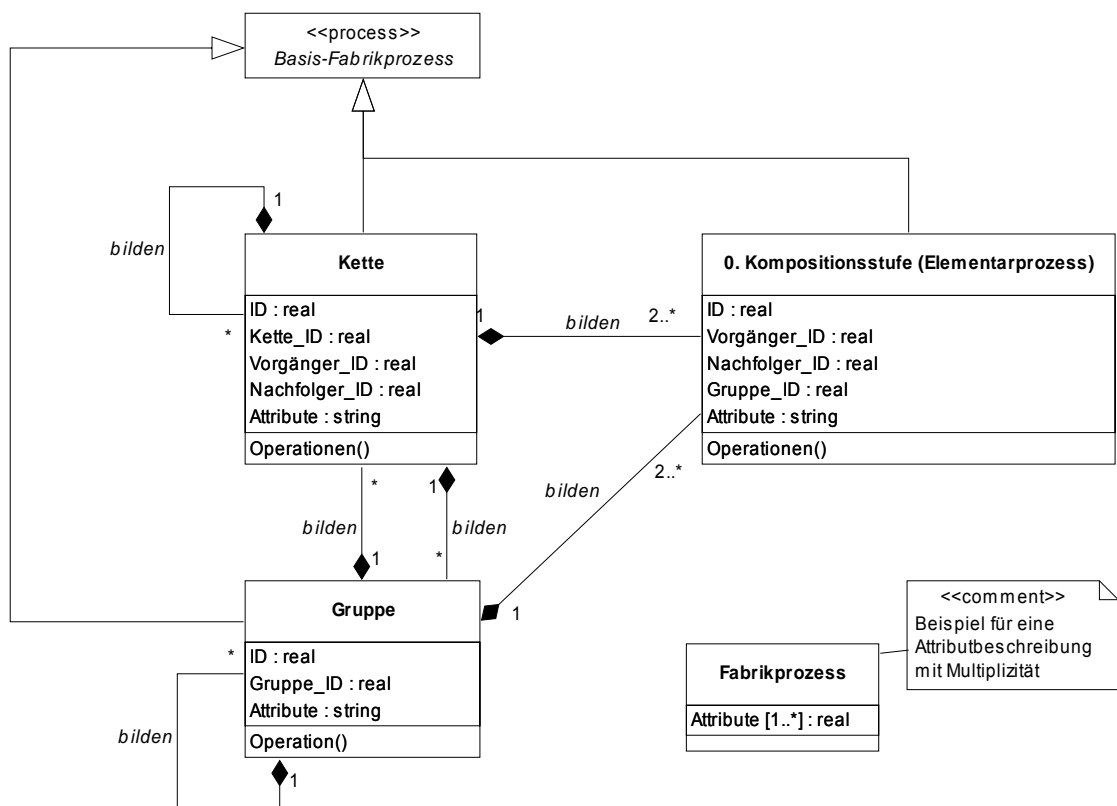 <<process>>
Basis-Fabrikprozess
1
bilden
*
Kette
ID : real
Kette_ID : real
Vorgänger_ID : real
Nachfolger_ID : real
Attribute : string
Operationen()
1
bilden
2..*
0. Kompositionsstufe (Elementarprozess)
ID : real
Vorgänger_ID : real
Nachfolger_ID : real
Gruppe_ID : real
Attribute : string
Operationen()
*
bilden
1
1
bilden
*
2..*
bilden
1
Gruppe
ID : real
Gruppe_ID : real
Attribute : string
Operation()
*
bilden
1
Fabrikprozess
Attribute [1..*] : real
<<comment>>
Beispiel für eine
Attributbeschreibung
mit Multiplizität